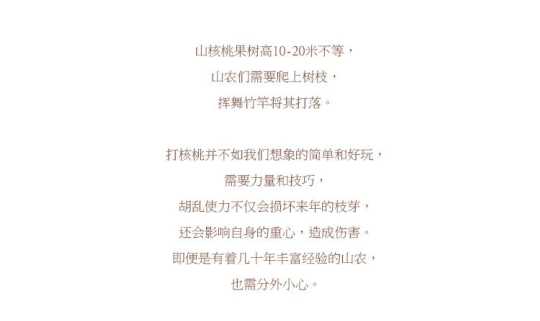 山核桃果树高10-20米不等，
山农们需要爬上树枝，
挥舞竹竿将其打落。
打核桃并不如我们想象的简单和好玩，
需要力量和技巧，
胡乱使力不仅会损坏来年的枝芽，
还会影响自身的重心，造成伤害。
即便是有着几十年丰富经验的山农，
也需分外小心。